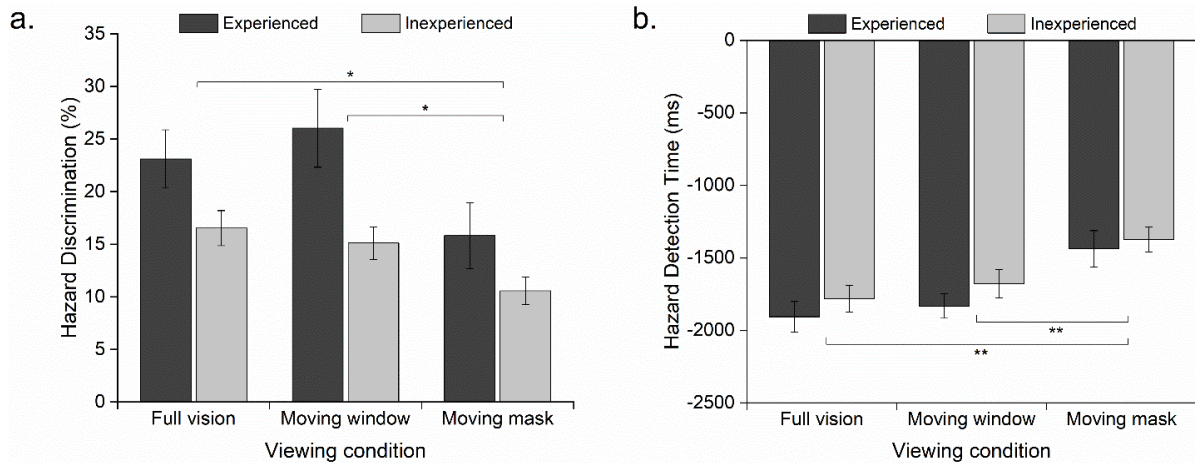 a.
Experienced Inexperienced
35
30
25
20
15
10
5
0
Hazard Discrimination (%)
*
*
Full vision Moving window Moving mask
Viewing condition
b.
Experienced Inexperienced
0
-500
-1000
-1500
-2000
-2500
Hazard Detection Time (ms)
**
**
Full vision Moving window Moving mask
Viewing condition